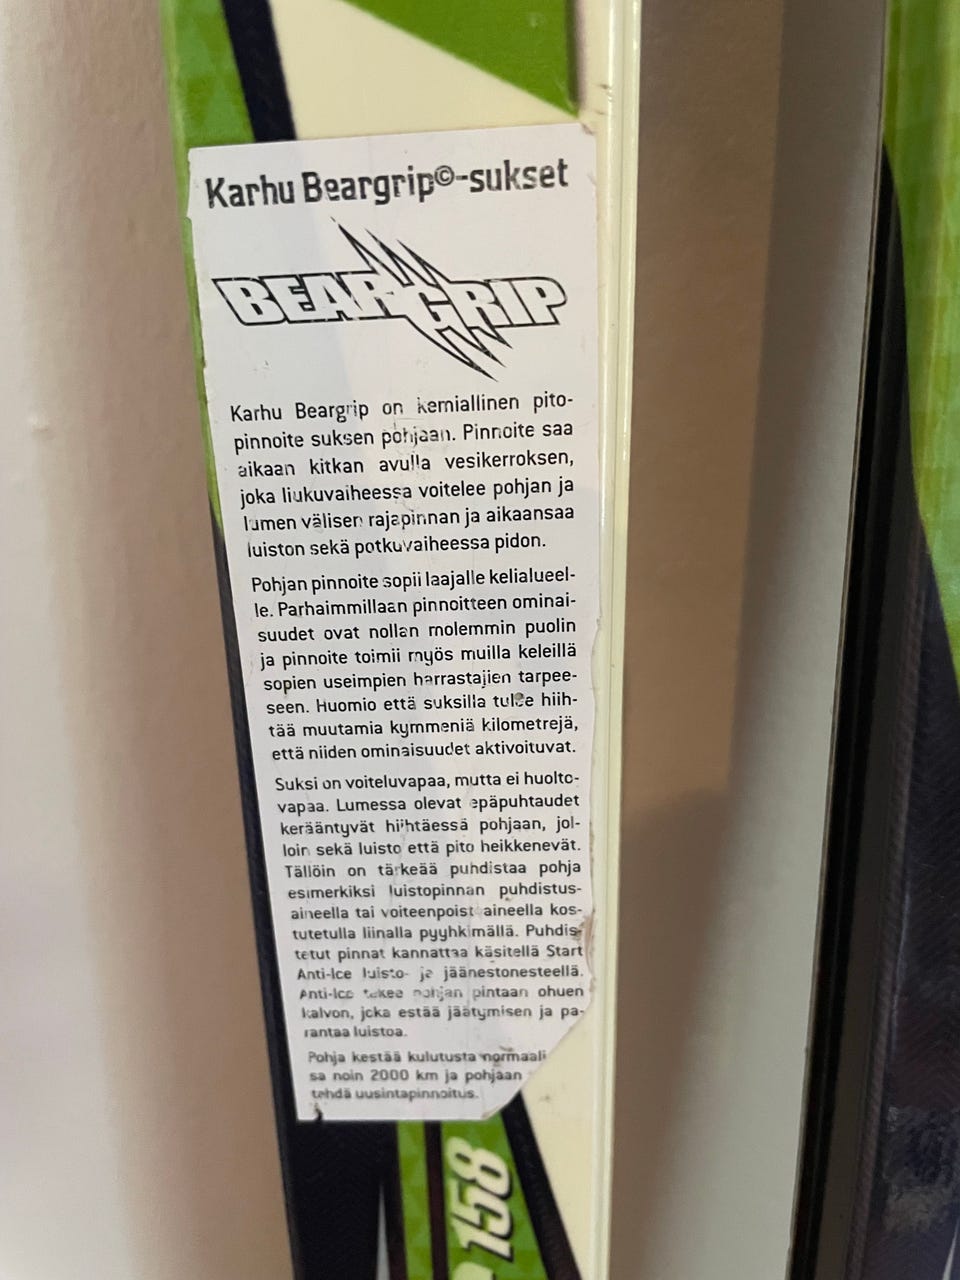 Karhu Beargrip©-sukset
BEARGRIP
Karhu Beargrip on kemiallinen pito-
pinnoite suksen pohjaan. Pinnoite saa
aikaan kitkan avulla vesikerroksen,
joka liukuvaiheessa voitelee pohjan ja
lumen välisen rajapinnan ja aikaansaa
luiston sekä potkuvaiheessa pidon.
Pohjan pinnoite sopii laajalle kelialueel-
le. Parhaimmillaan pinnoitteen ominai-
suudet ovat nollan molemmin puolin
ja pinnoite toimii myös muilla keleillä
sopien useimpien harrastajien tarpee-
seen. Huomio että suksilla tulee hiih-
tää muutamia kymmeniä kilometrejä,
että niiden ominaisuudet aktivoituvat.
Suksi on voiteluvapaa, mutta ei huolto-
vapaa. Lumessa olevat epäpuhtaudet
kerääntyvät hiihtäessä pohjaan, jol-
loin sekä luisto että pito heikkenevät.
Tällöin on tärkeää puhdistaa pohja
esimerkiksi luistopinnan puhdistus-
aineella tai voiteenpoistoaineella kos-
tutetulla liinalla pyyhkimällä. Puhdis-
tetut pinnat kannattaa käsitellä Start
Anti-Ice luisto- ja jäänestonesteellä.
Anti-Ice tekee pohjan pintaan ohuen
kalvon, joka estää jäätymisen ja pa-
rantaa luistoa.
Pohja kestää kulutusta normaali
sa noin 2000 km ja pohjaan
tehdä uusintapinnoitus.
158